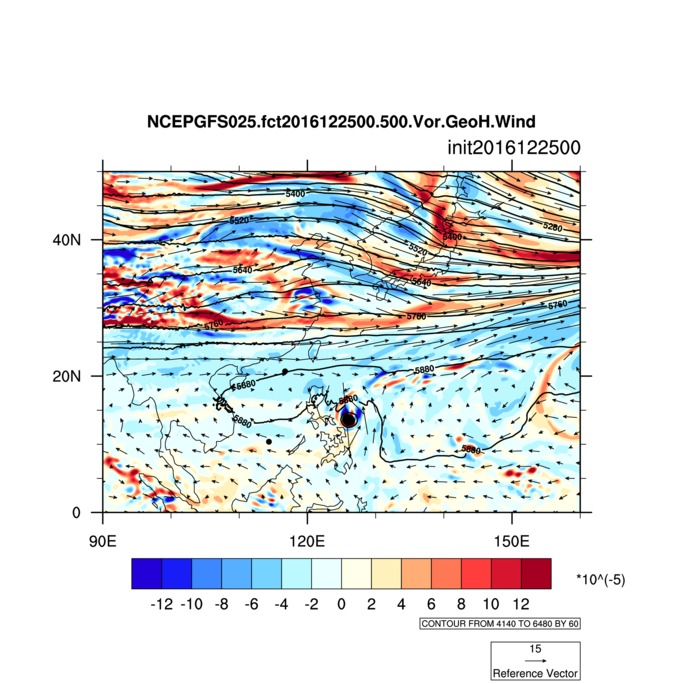 NCEPGFS025.fct2016122500.500.Vor.GeoH.Wind
init2016122500
5400
5520
5280
40N
5400
5520
5640
5640
5760
5760
5760
20N
5880
5880
5880
5880
5880
0
90E 120E 150E
-12 -10 -8 -6 -4 -2 0 2 4 6 8 10 12
*10^(-5)
CONTOUR FROM 4140 TO 6480 BY 60
15
Reference Vector